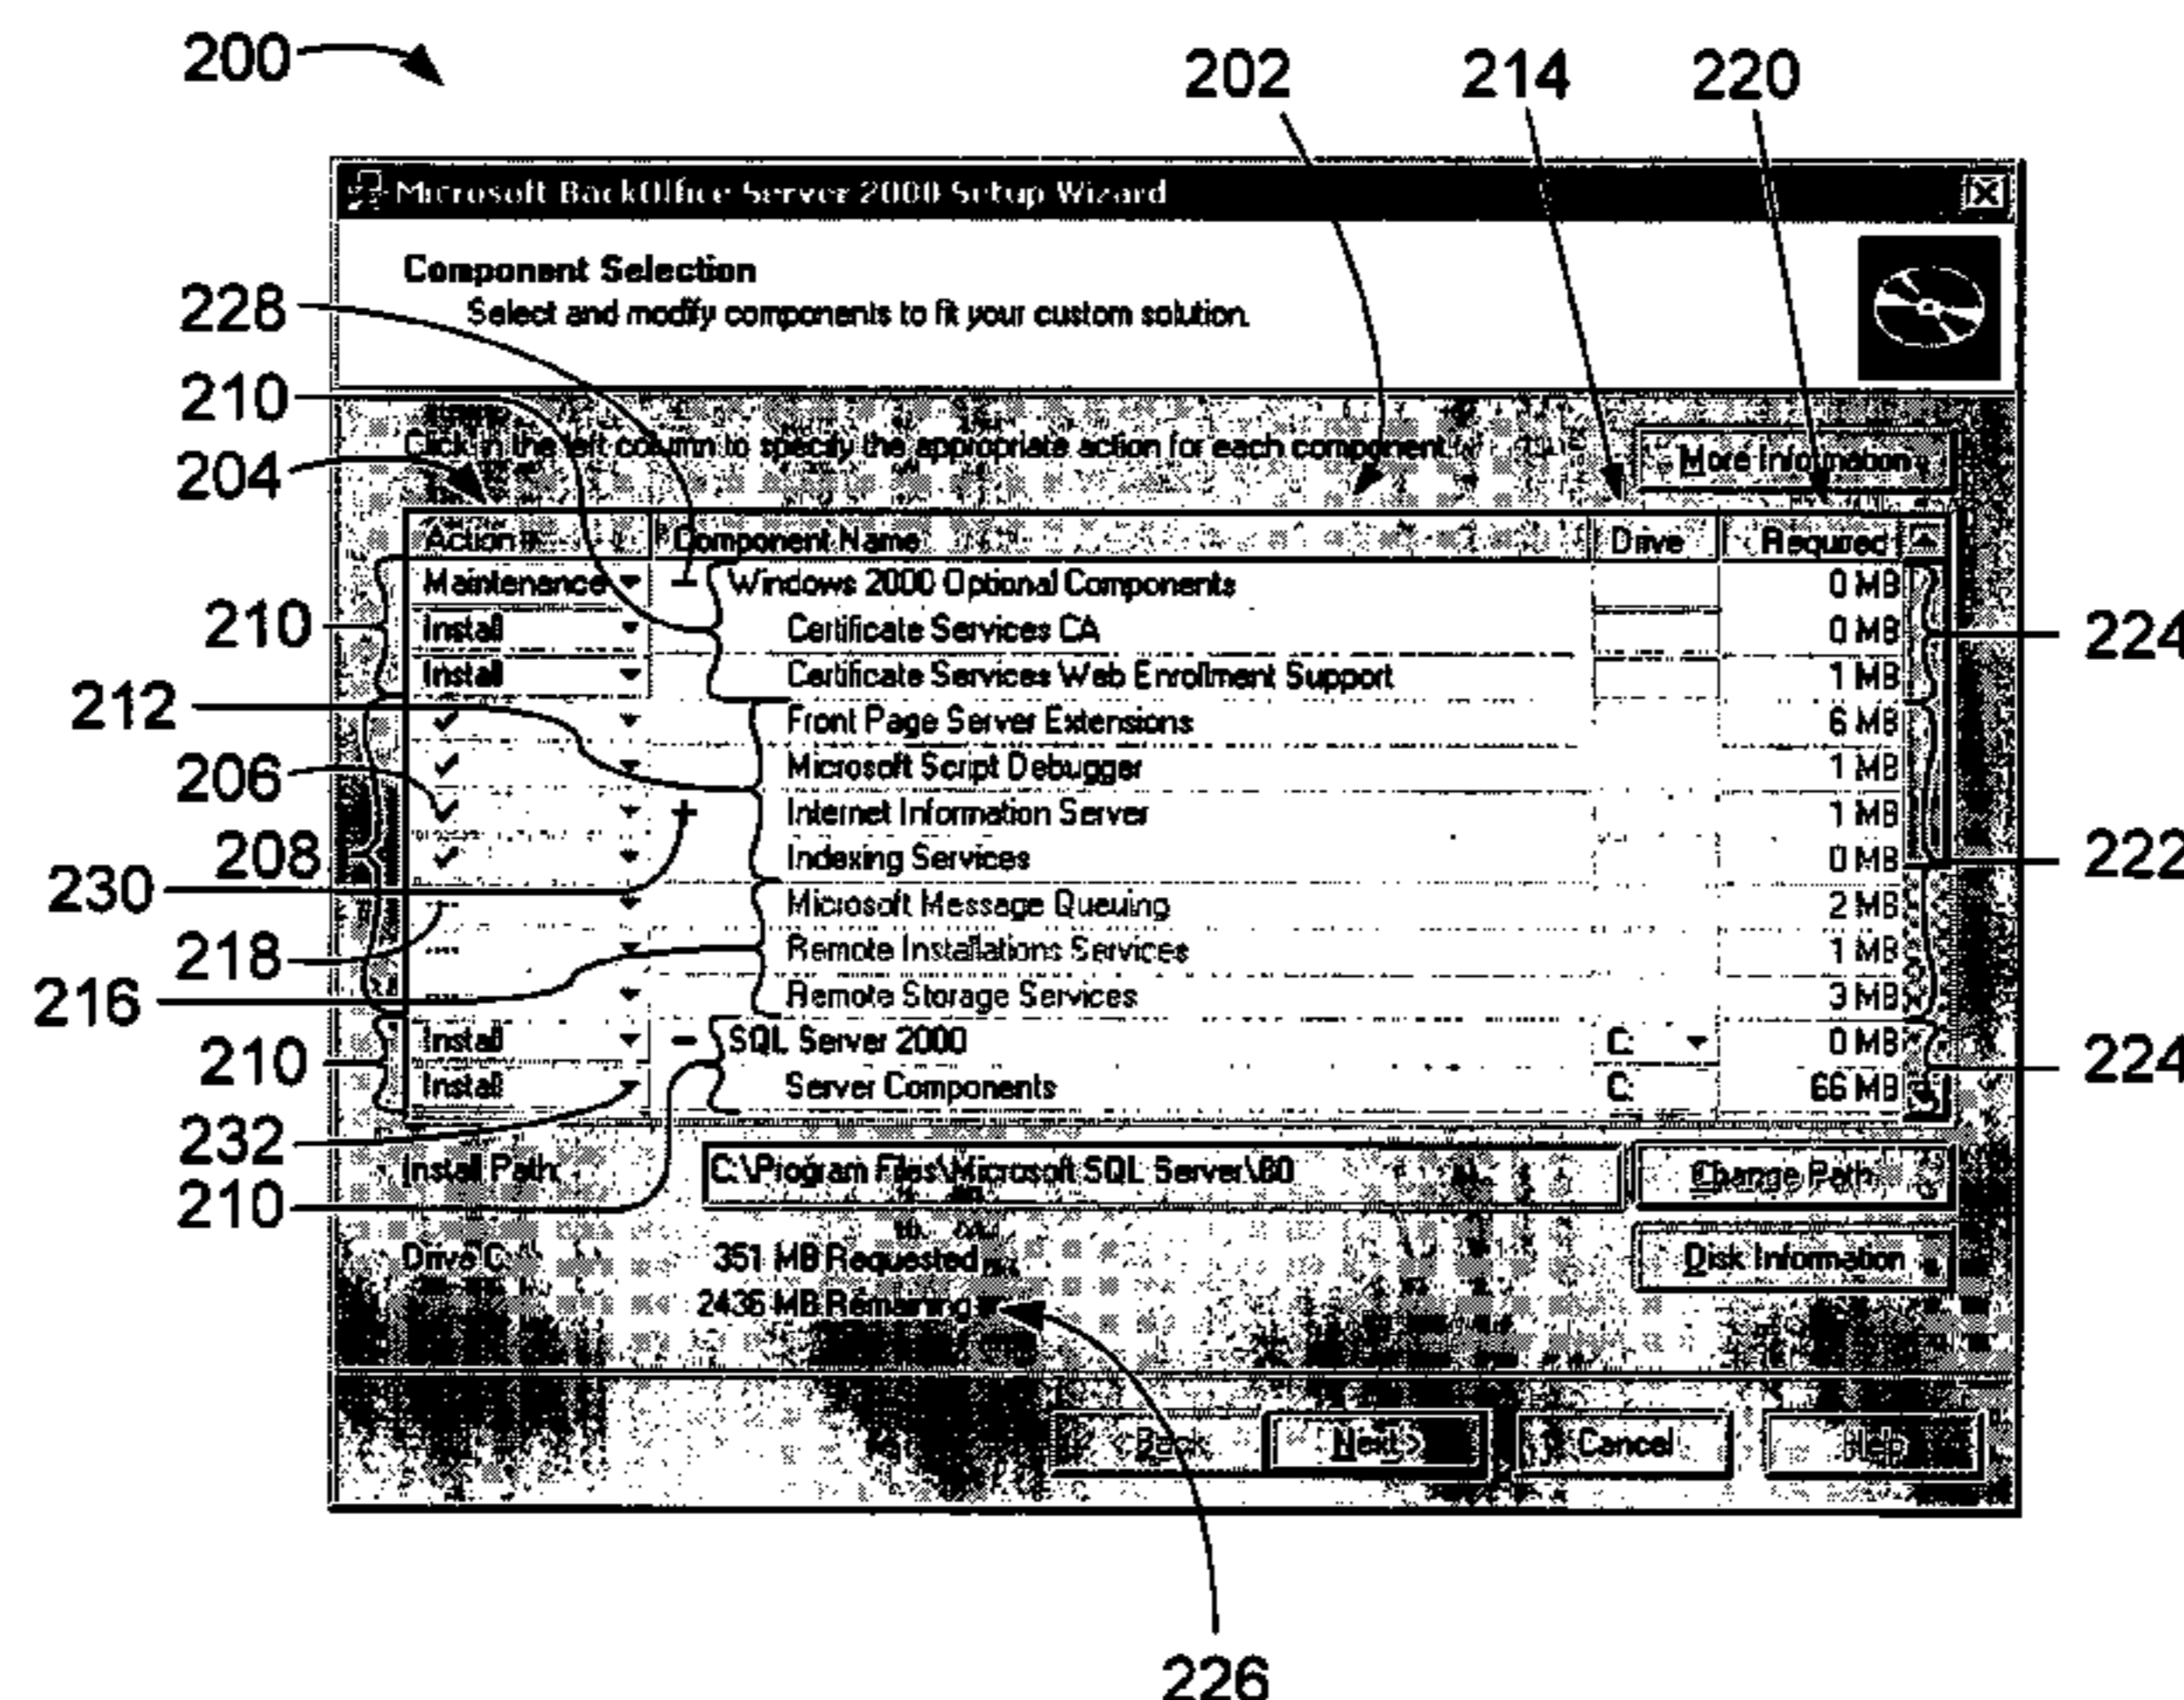 200
202 214 220
Microsoft BackOffice Server 2000 Setup Wizard
Component Selection
228
Select and modify components to fit your custom solution.
210
Click in the left column to specify the appropriate action for each component.
More Information
204
Action Component Name Drive Required
Maintenance − Windows 2000 Optional Components 0 MB
210 Install Certificate Services CA 0 MB 224
Install Certificate Services Web Enrollment Support 1 MB
212 ✓ Front Page Server Extensions 6 MB
206 ✓ Microsoft Script Debugger 1 MB
✓ + Internet Information Server 1 MB
208 ✓ Indexing Services 0 MB 222
230 --- Microsoft Message Queuing 2 MB
218 --- Remote Installations Services 1 MB
216 --- Remote Storage Services 3 MB
210 Install − SQL Server 2000 C: 0 MB 224
Install Server Components C: 66 MB
232
Install Path: C:\Program Files\Microsoft SQL Server\80 Change Path
210
Drive C: 351 MB Requested Disk Information
2436 MB Remaining
< Back Next > Cancel Help
226